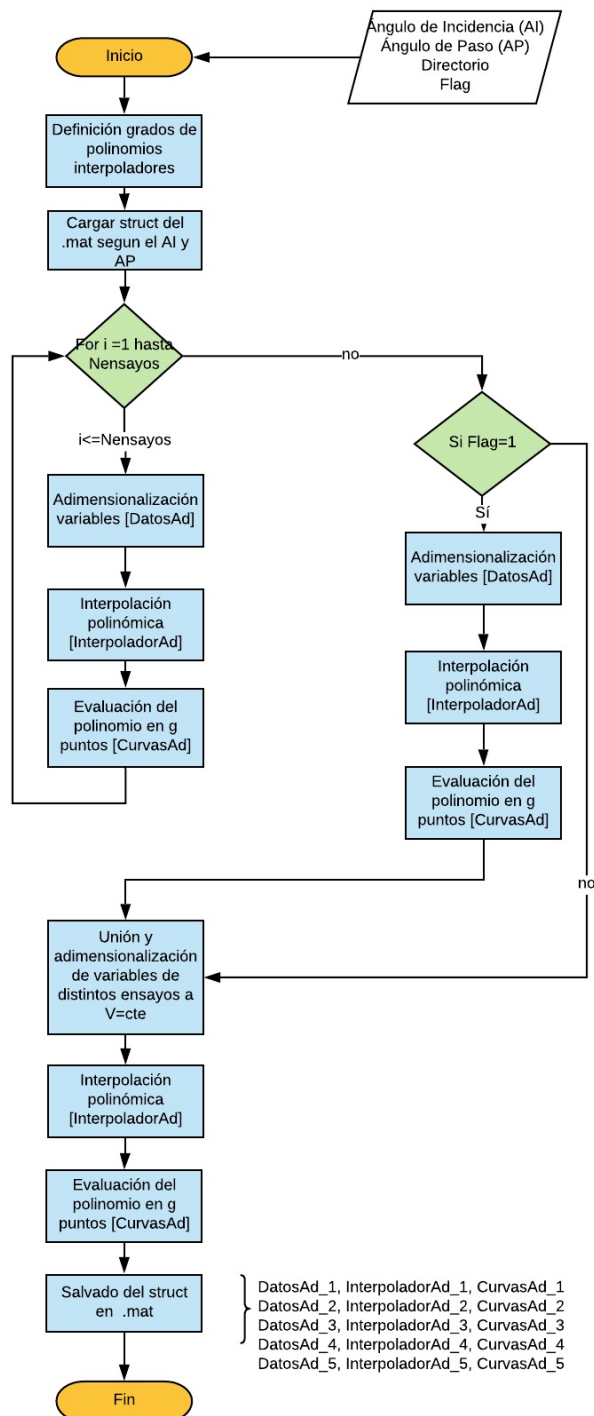 Inicio
Ángulo de Incidencia (AI)
Ángulo de Paso (AP)
Directorio
Flag
Definición grados de
polinomios
interpoladores
Cargar struct del
.mat segun el AI y
AP
For i =1 hasta
Nensayos
no
i<=Nensayos
Si Flag=1
Sí
Adimensionalización
variables [DatosAd]
Interpolación
polinómica
[InterpoladorAd]
Evaluación del
polinomio en g
puntos [CurvasAd]
Adimensionalización
variables [DatosAd]
Interpolación
polinómica
[InterpoladorAd]
Evaluación del
polinomio en g
puntos [CurvasAd]
no
Unión y
adimensionalización
de variables de
distintos ensayos a
V=cte
Interpolación
polinómica
[InterpoladorAd]
Evaluación del
polinomio en g
puntos [CurvasAd]
Salvado del struct
en .mat
DatosAd_1, InterpoladorAd_1, CurvasAd_1
DatosAd_2, InterpoladorAd_2, CurvasAd_2
DatosAd_3, InterpoladorAd_3, CurvasAd_3
DatosAd_4, InterpoladorAd_4, CurvasAd_4
DatosAd_5, InterpoladorAd_5, CurvasAd_5
Fin